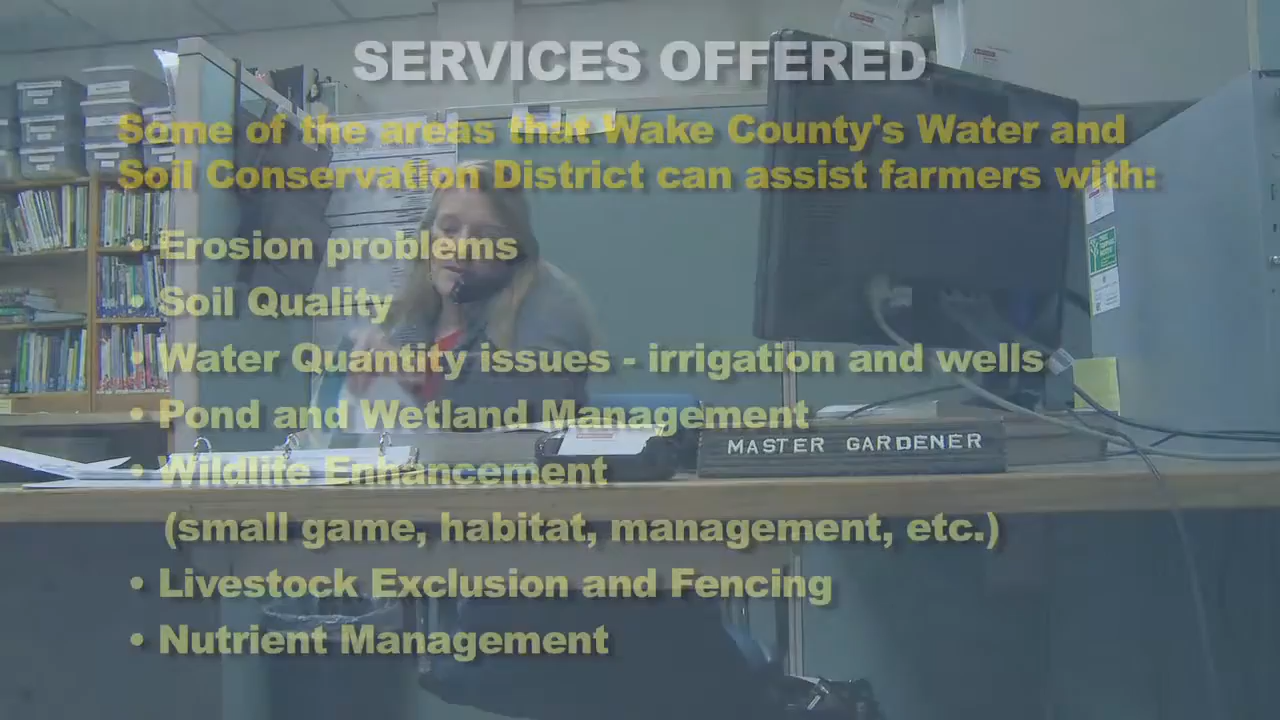 SERVICES OFFERED
Some of the areas that Wake County's Water and
Soil Conservation District can assist farmers with:
• Erosion problems
• Soil Quality
• Water Quantity issues - irrigation and wells
• Pond and Wetland Management
MASTER GARDENER
• Wildlife Enhancement
(small game, habitat, management, etc.)
• Livestock Exclusion and Fencing
• Nutrient Management